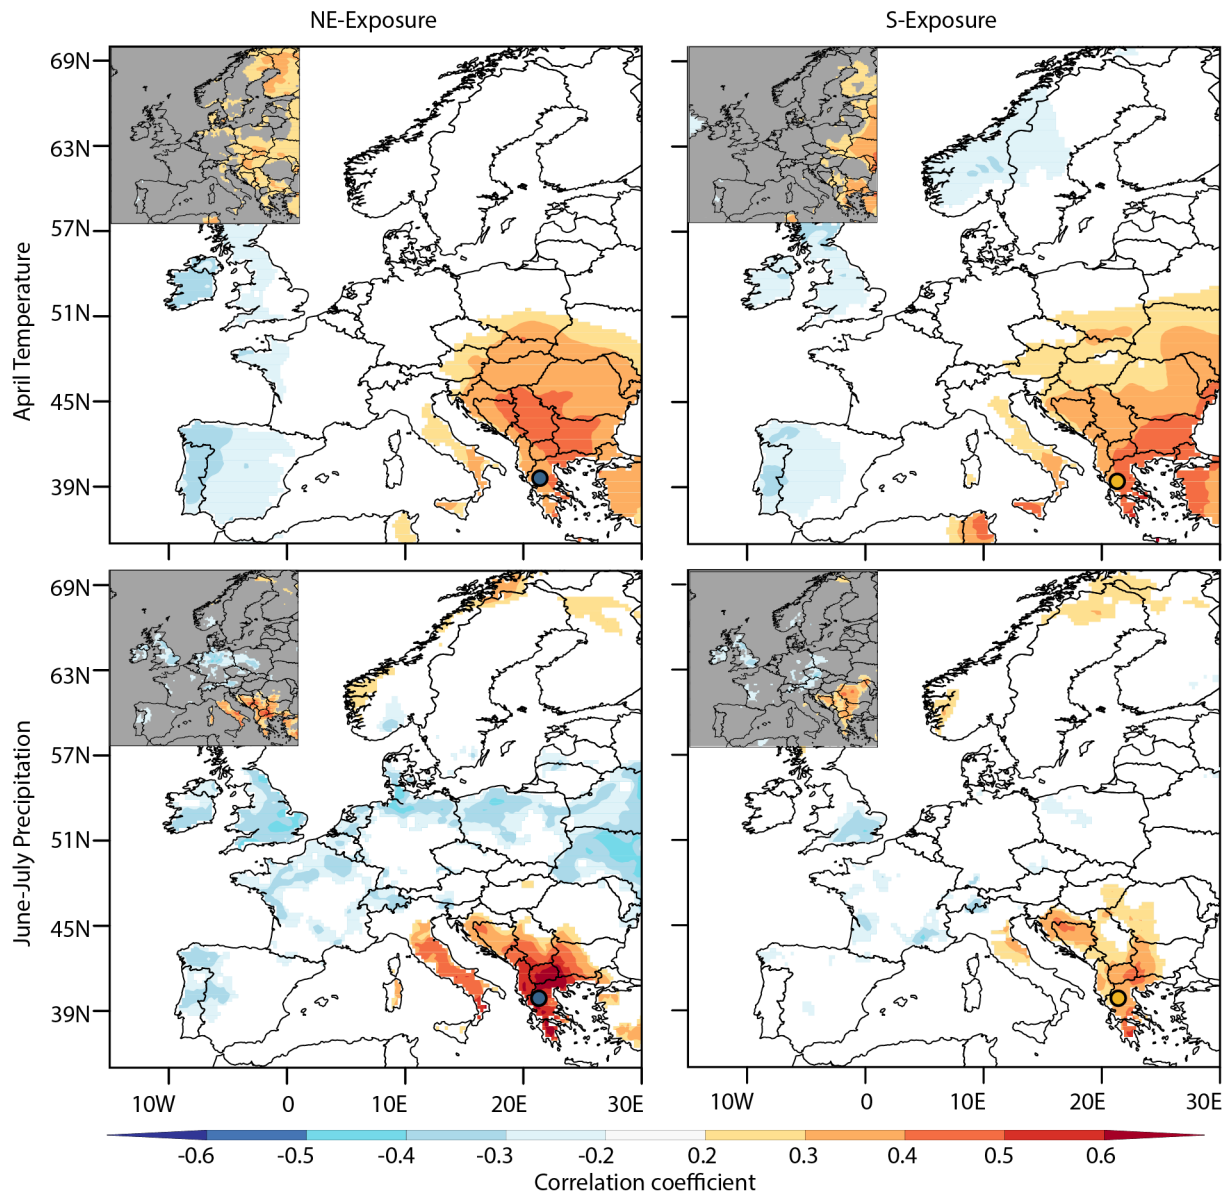 NE-Exposure
S-Exposure
April Temperature
69N
63N
57N
51N
45N
39N
June-July Precipitation
69N
63N
57N
51N
45N
39N
10W 0 10E 20E 30E
10W 0 10E 20E 30E
-0.6 -0.5 -0.4 -0.3 -0.2 0.2 0.3 0.4 0.5 0.6
Correlation coefficient